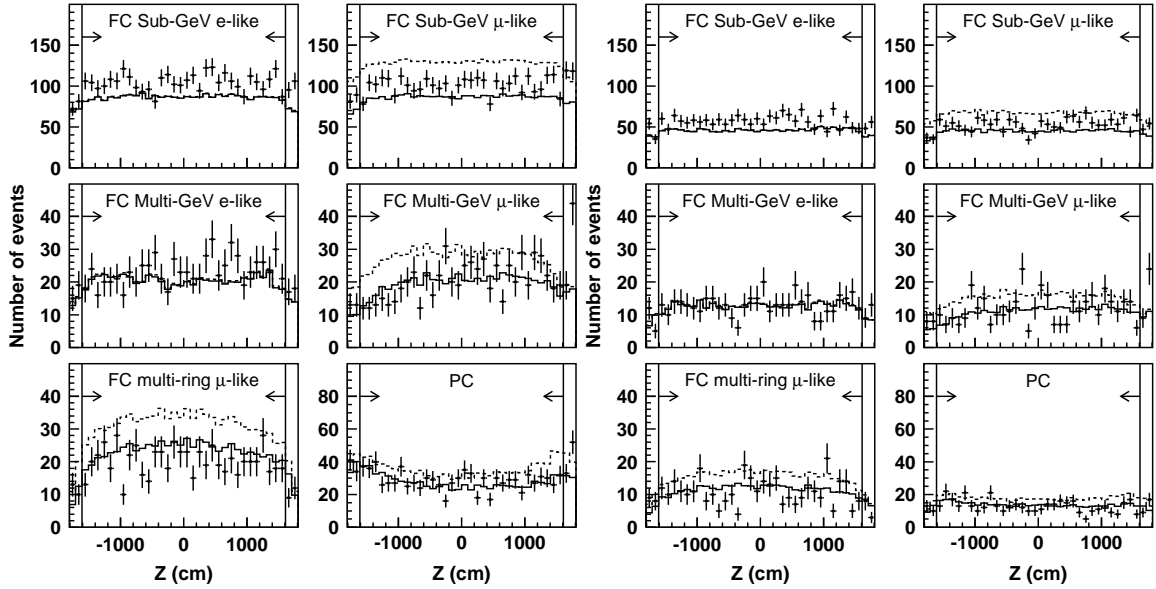 FC Sub-GeV e-like
FC Sub-GeV μ-like
FC Sub-GeV e-like
FC Sub-GeV μ-like
150
100
50
0
150
100
50
0
150
100
50
0
150
100
50
0
Number of events
Number of events
FC Multi-GeV e-like
FC Multi-GeV μ-like
FC Multi-GeV e-like
FC Multi-GeV μ-like
40
30
20
10
0
40
30
20
10
0
40
30
20
10
0
40
30
20
10
0
FC multi-ring μ-like
PC
FC multi-ring μ-like
PC
40
30
20
10
0
80
60
40
20
0
40
30
20
10
0
80
60
40
20
0
-1000 0 1000
-1000 0 1000
-1000 0 1000
-1000 0 1000
Z (cm)
Z (cm)
Z (cm)
Z (cm)